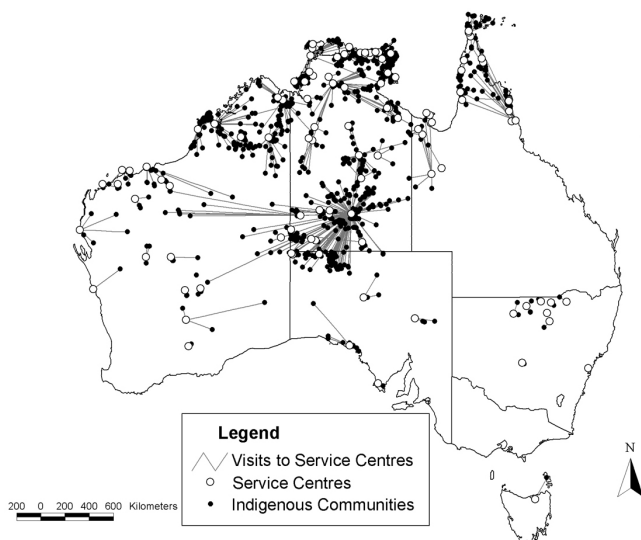 Legend
Visits to Service Centres
Service Centres
Indigenous Communities
N
200 0 200 400 600 Kilometers